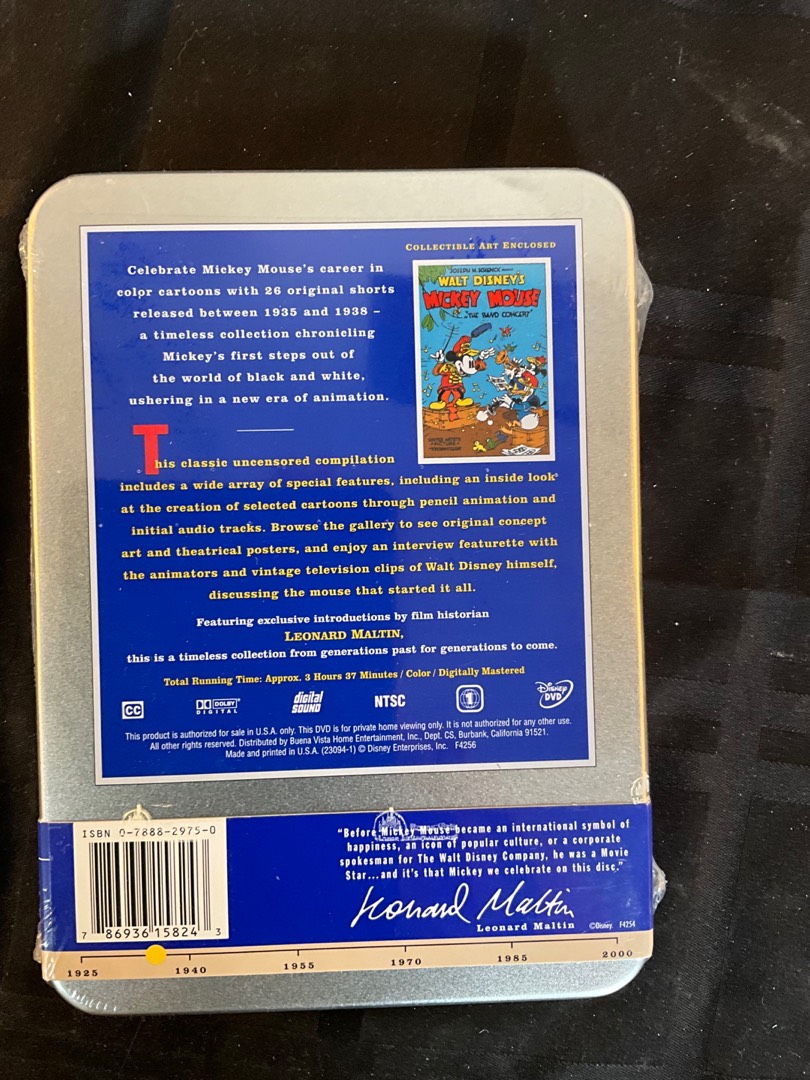 COLLECTIBLE ART ENCLOSED
Celebrate Mickey Mouse's career in
color cartoons with 26 original shorts
released between 1935 and 1938 –
a timeless collection chronicling
Mickey's first steps out of
the world of black and white,
ushering in a new era of animation.
JOSEPH M. SCHENCK
WALT DISNEY'S
MICKEY MOUSE
"THE BAND CONCERT"
This classic uncensored compilation
includes a wide array of special features, including an inside look
at the creation of selected cartoons through pencil animation and
initial audio tracks. Browse the gallery to see original concept
art and theatrical posters, and enjoy an interview featurette with
the animators and vintage television clips of Walt Disney himself,
discussing the mouse that started it all.
Featuring exclusive introductions by film historian
LEONARD MALTIN,
this is a timeless collection from generations past for generations to come.
Total Running Time: Approx. 3 Hours 37 Minutes / Color / Digitally Mastered
CC
DOLBY DIGITAL
digital SOUND
NTSC
1
Disney DVD
This product is authorized for sale in U.S.A. only. This DVD is for private home viewing only. It is not authorized for any other use.
All other rights reserved. Distributed by Buena Vista Home Entertainment, Inc., Dept. CS, Burbank, California 91521.
Made and printed in U.S.A. (23094-1) © Disney Enterprises, Inc. F4256
ISBN 0-7888-2975-0
7 86936 15824 3
"Before Mickey Mouse became an international symbol of
happiness, an icon of popular culture, or a corporate
spokesman for The Walt Disney Company, he was a Movie
Star...and it's that Mickey we celebrate on this disc."
Leonard Maltin
Leonard Maltin ©Disney. F4254
1925 1940 1955 1970 1985 2000